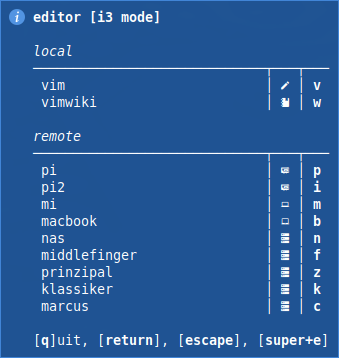 editor [i3 mode]
local
vim v
vimwiki w
remote
pi p
pi2 i
mi m
macbook b
nas n
middlefinger f
prinzipal z
klassiker k
marcus c
[q]uit, [return], [escape], [super+e]